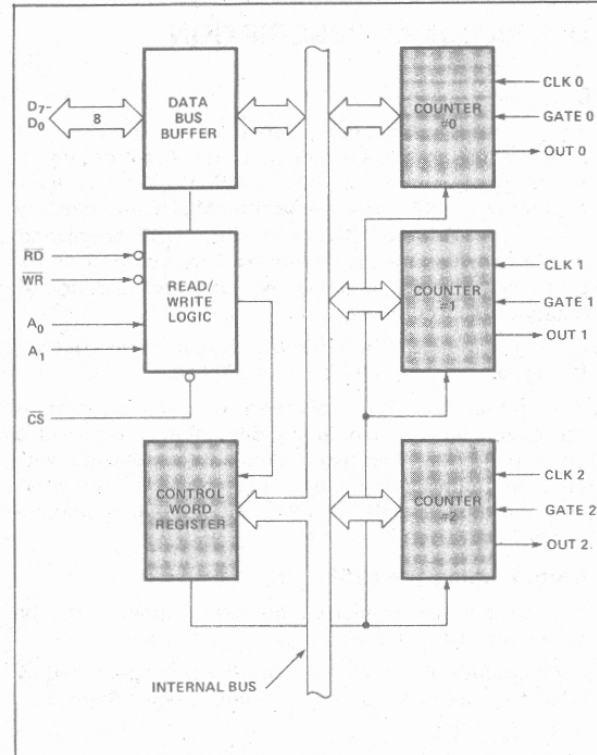 D7-
D0
8
DATA
BUS
BUFFER
COUNTER
#0
CLK 0
GATE 0
OUT 0
RD
WR
A0
A1
CS
READ/
WRITE
LOGIC
COUNTER
#1
CLK 1
GATE 1
OUT 1
CONTROL
WORD
REGISTER
COUNTER
#2
CLK 2
GATE 2
OUT 2
INTERNAL BUS